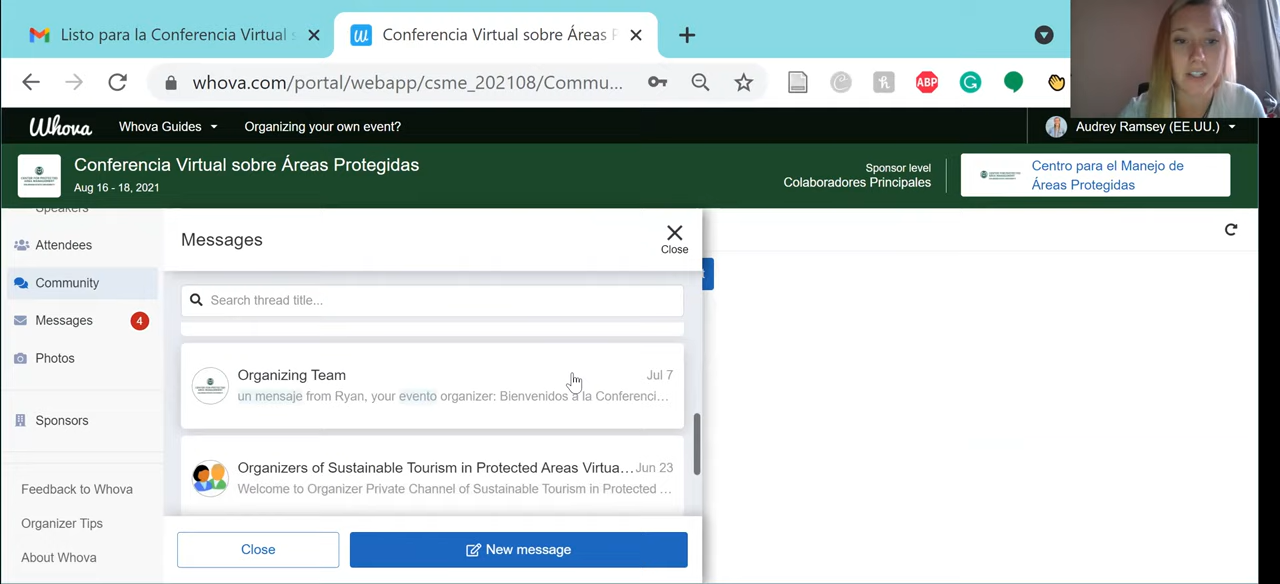 Listo para la Conferencia Virtual s
Conferencia Virtual sobre Áreas P
whova.com/portal/webapp/csme_202108/Commu...
ABP
Whova
Whova Guides
Organizing your own event?
Audrey Ramsey (EE.UU.)
Conferencia Virtual sobre Áreas Protegidas
Aug 16 - 18, 2021
Sponsor level
Colaboradores Principales
Centro para el Manejo de
Áreas Protegidas
Speakers
Attendees
Community
Messages 4
Photos
Sponsors
Feedback to Whova
Organizer Tips
About Whova
Messages
Close
Search thread title...
Organizing Team
Jul 7
un mensaje from Ryan, your evento organizer: Bienvenidos a la Conferenci...
Organizers of Sustainable Tourism in Protected Areas Virtua...
Jun 23
Welcome to Organizer Private Channel of Sustainable Tourism in Protected ...
Close
New message